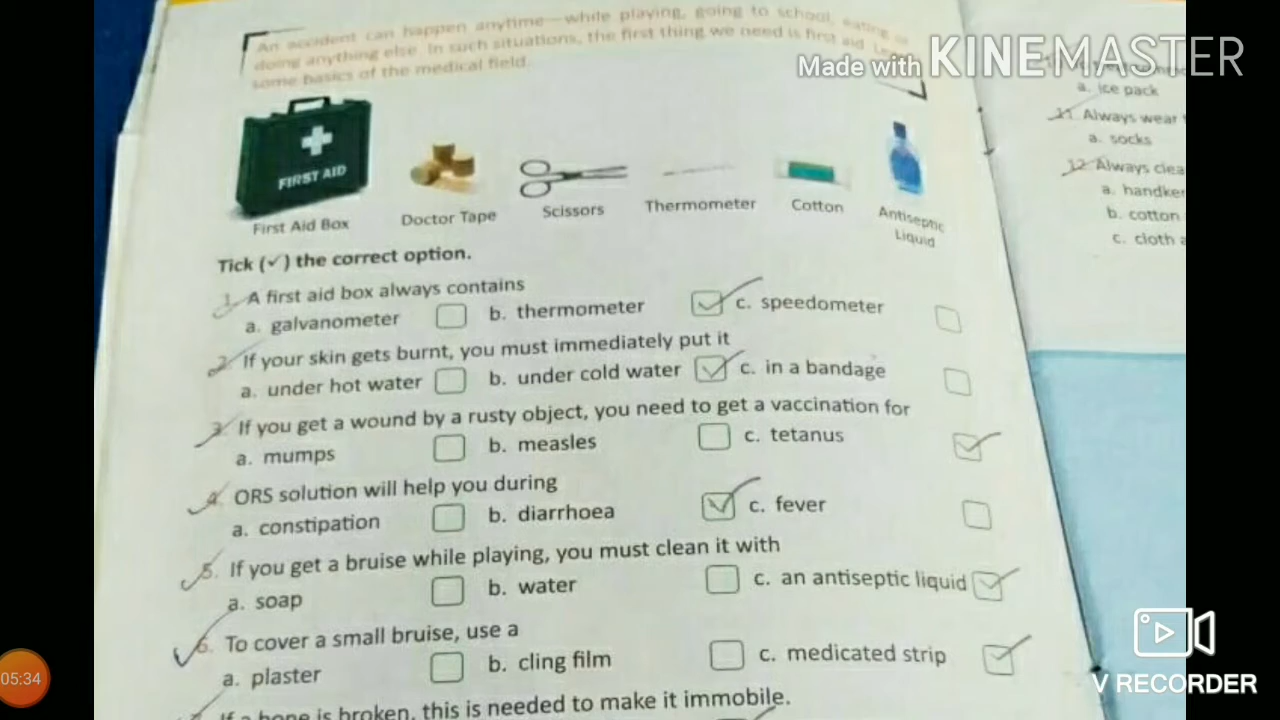 An accident can happen anytime—while playing, going to school, eating or
doing anything else. In such situations, the first thing we need is first aid.
some basics of the medical field.
Made with KINEMASTER
FIRST AID
First Aid Box
Doctor Tape
Scissors
Thermometer
Cotton
Antiseptic
Liquid
Tick (✓) the correct option.
1. A first aid box always contains
a. galvanometer b. thermometer c. speedometer
2. If your skin gets burnt, you must immediately put it
a. under hot water b. under cold water c. in a bandage
3. If you get a wound by a rusty object, you need to get a vaccination for
a. mumps b. measles c. tetanus
4. ORS solution will help you during
a. constipation b. diarrhoea c. fever
5. If you get a bruise while playing, you must clean it with
a. soap b. water c. an antiseptic liquid
6. To cover a small bruise, use a
a. plaster b. cling film c. medicated strip
If a bone is broken, this is needed to make it immobile.
a. ice pack
11. Always wear
a. socks
12. Always clea
a. handker
b. cotton
c. cloth
05:34
V RECORDER